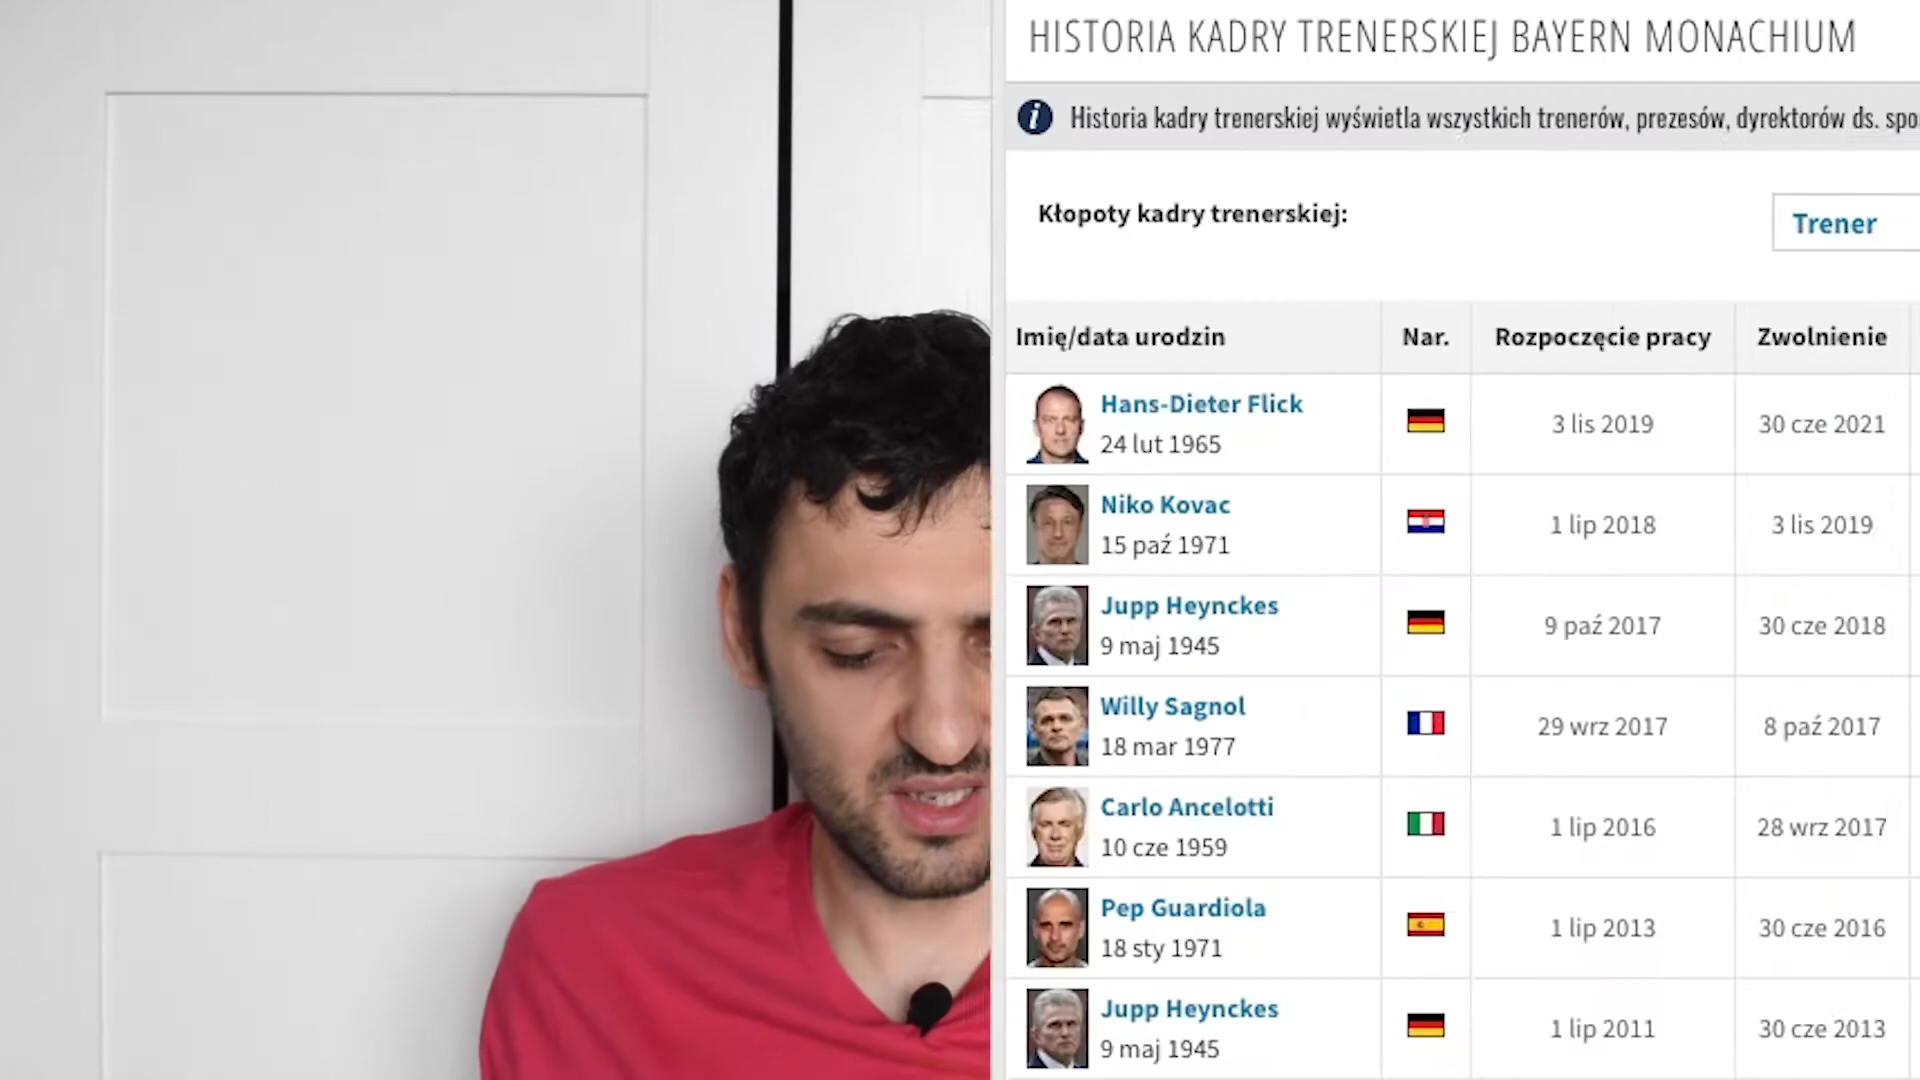 HISTORIA KADRY TRENERSKIEJ BAYERN MONACHIUM
i Historia kadry trenerskiej wyświetla wszystkich trenerów, prezesów, dyrektorów ds. spo
Kłopoty kadry trenerskiej:
Trener
Imię/data urodzin Nar. Rozpoczęcie pracy Zwolnienie
Hans-Dieter Flick
24 lut 1965
3 lis 2019 30 cze 2021
Niko Kovac
15 paź 1971
1 lip 2018 3 lis 2019
Jupp Heynckes
9 maj 1945
9 paź 2017 30 cze 2018
Willy Sagnol
18 mar 1977
29 wrz 2017 8 paź 2017
Carlo Ancelotti
10 cze 1959
1 lip 2016 28 wrz 2017
Pep Guardiola
18 sty 1971
1 lip 2013 30 cze 2016
Jupp Heynckes
9 maj 1945
1 lip 2011 30 cze 2013